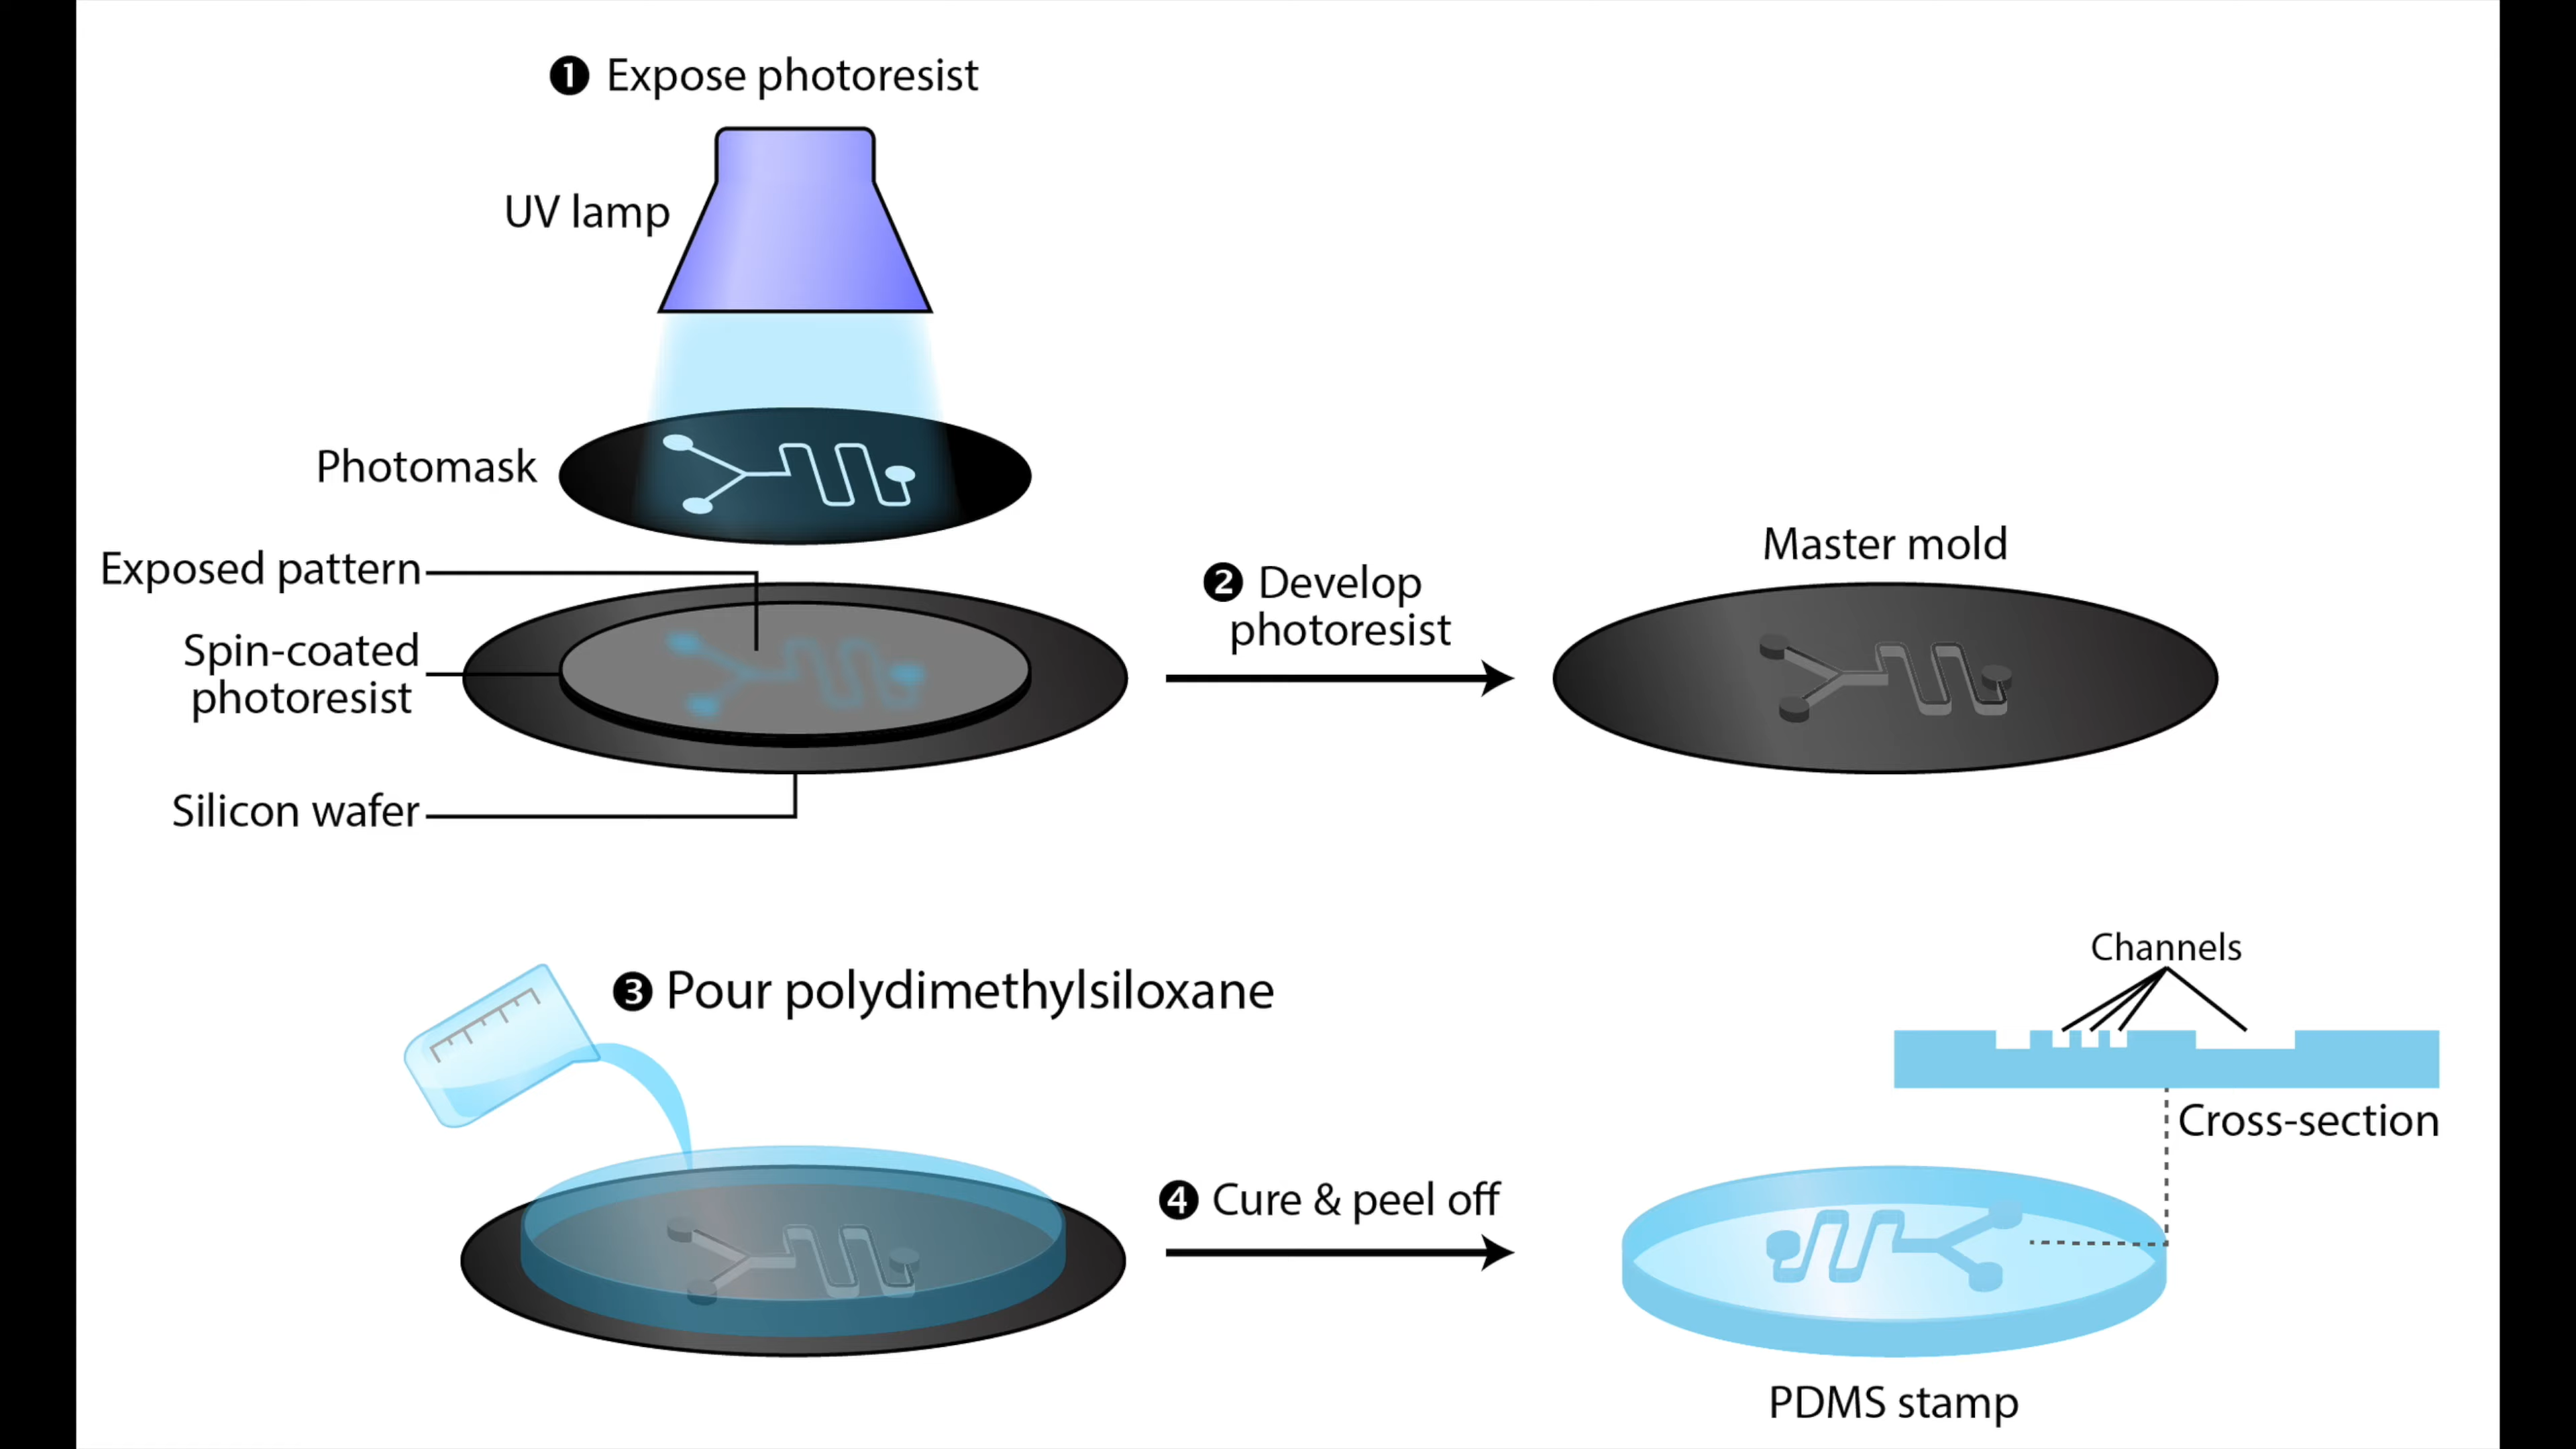 ❶ Expose photoresist
UV lamp
Photomask
Exposed pattern
Spin-coated
photoresist
Silicon wafer
❷ Develop
photoresist
Master mold
❸ Pour polydimethylsiloxane
❹ Cure & peel off
Channels
Cross-section
PDMS stamp